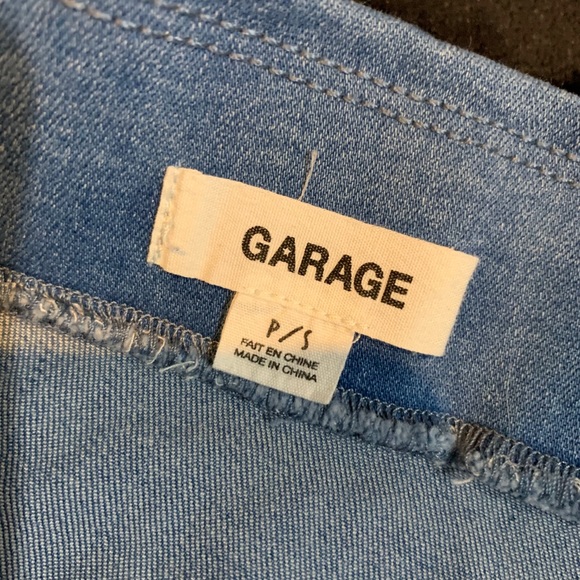 GARAGE
P/S
FAIT EN CHINE
MADE IN CHINA